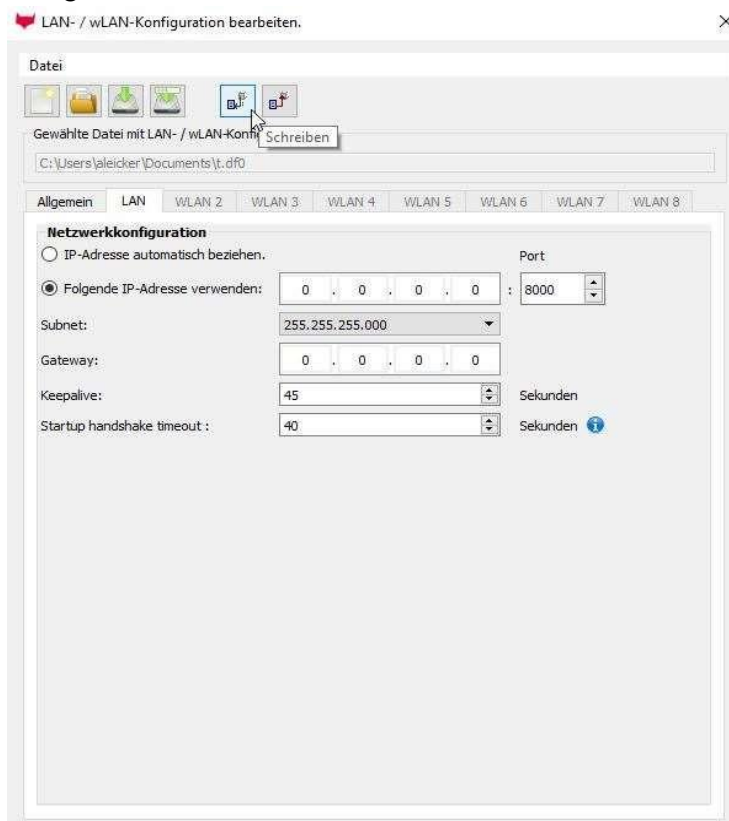 LAN- / wLAN-Konfiguration bearbeiten.
Datei
Gewählte Datei mit LAN- / wLAN-Konfi
Schreiben
C:\Users\aleicker\Documents\t.df0
Allgemein LAN WLAN 2 WLAN 3 WLAN 4 WLAN 5 WLAN 6 WLAN 7 WLAN 8
Netzwerkkonfiguration
IP-Adresse automatisch beziehen. Port
Folgende IP-Adresse verwenden: 0 . 0 . 0 . 0 : 8000
Subnet: 255.255.255.000
Gateway: 0 . 0 . 0 . 0
Keepalive: 45 Sekunden
Startup handshake timeout : 40 Sekunden